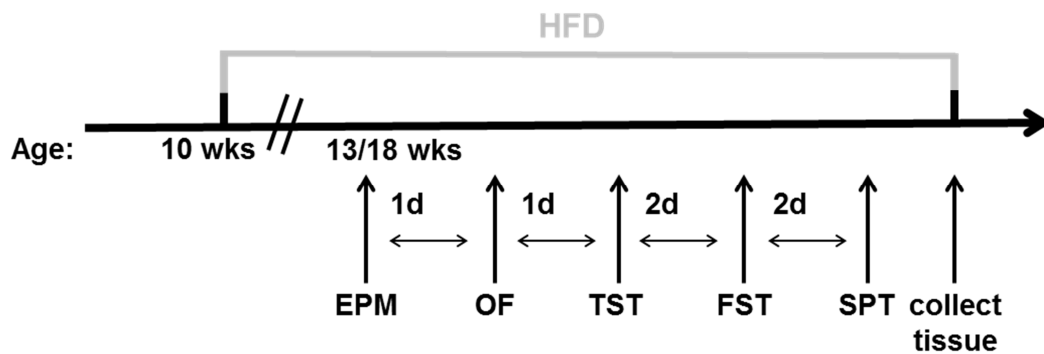 HFD
Age: 10 wks 13/18 wks
1d 1d 2d 2d
EPM OF TST FST SPT collect
tissue